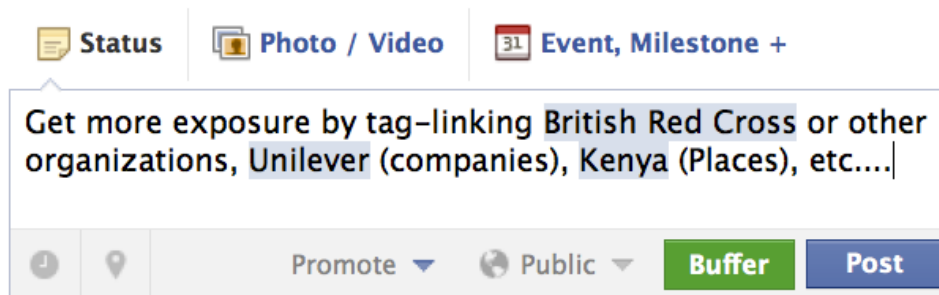 Status Photo / Video 31 Event, Milestone +
Get more exposure by tag-linking British Red Cross or other
organizations, Unilever (companies), Kenya (Places), etc....
Promote Public Buffer Post